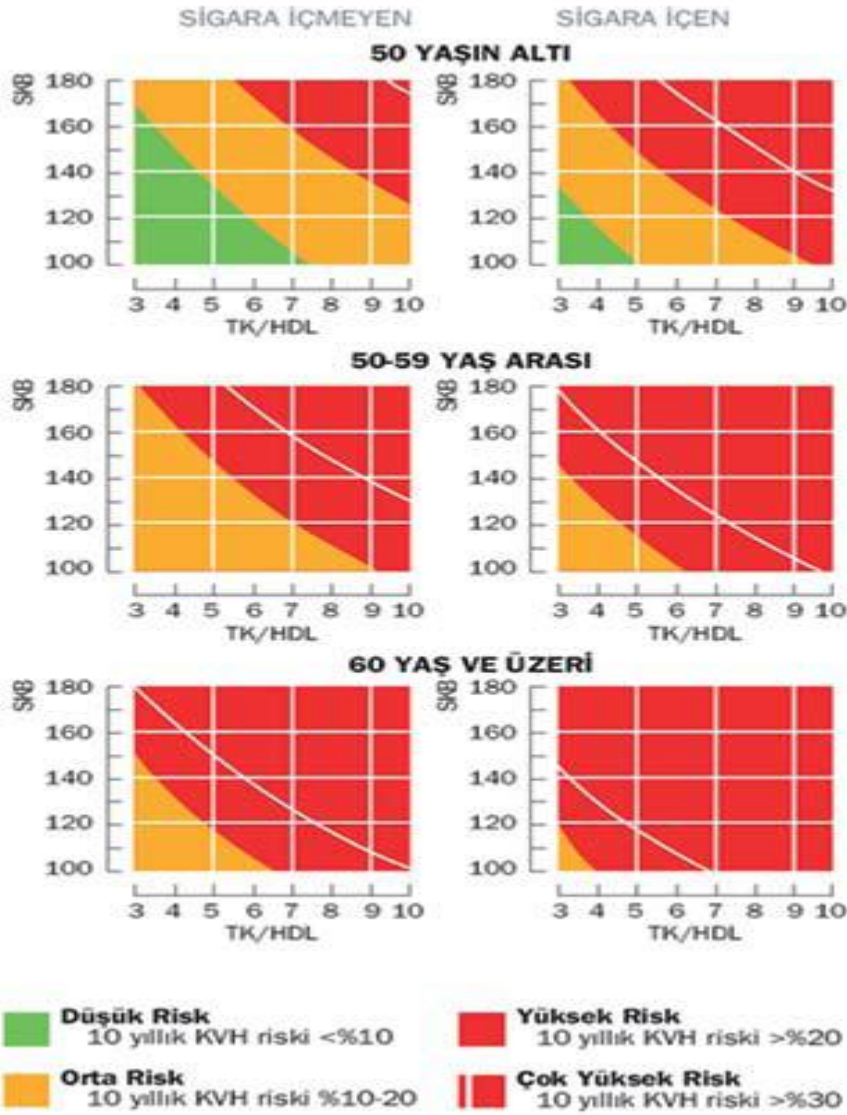 SİGARA İÇMEYEN SİGARA İÇEN
50 YAŞIN ALTI
SKB 180 160 140 120 100 SKB 180 160 140 120 100
3 4 5 6 7 8 9 10 3 4 5 6 7 8 9 10
TK/HDL TK/HDL
50-59 YAŞ ARASI
SKB 180 160 140 120 100 SKB 180 160 140 120 100
3 4 5 6 7 8 9 10 3 4 5 6 7 8 9 10
TK/HDL TK/HDL
60 YAŞ VE ÜZERİ
SKB 180 160 140 120 100 SKB 180 160 140 120 100
3 4 5 6 7 8 9 10 3 4 5 6 7 8 9 10
TK/HDL TK/HDL
Düşük Risk
10 yıllık KVH riski <%10
Yüksek Risk
10 yıllık KVH riski >%20
Orta Risk
10 yıllık KVH riski %10-20
Çok Yüksek Risk
10 yıllık KVH riski >%30